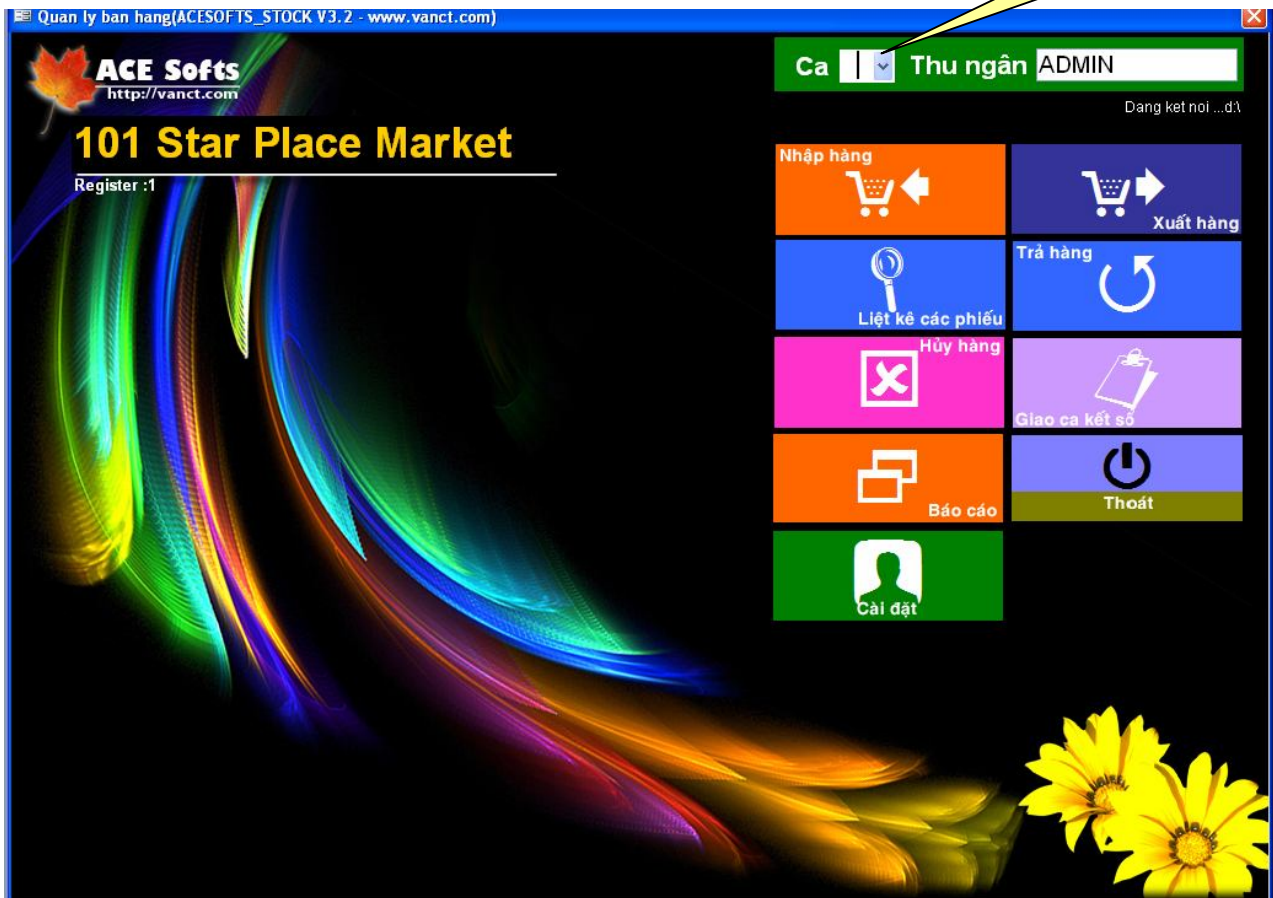 Quan ly ban hang(ACESOFTS_STOCK V3.2 - www.vanct.com)
ACE Softs
http://vanct.com
101 Star Place Market
Register :1
Ca Thu ngân ADMIN
Dang ket noi ...d:\
Nhập hàng
Xuất hàng
Liệt kê các phiếu
Trả hàng
Hủy hàng
Giao ca kết số
Báo cáo
Thoát
Cài đặt